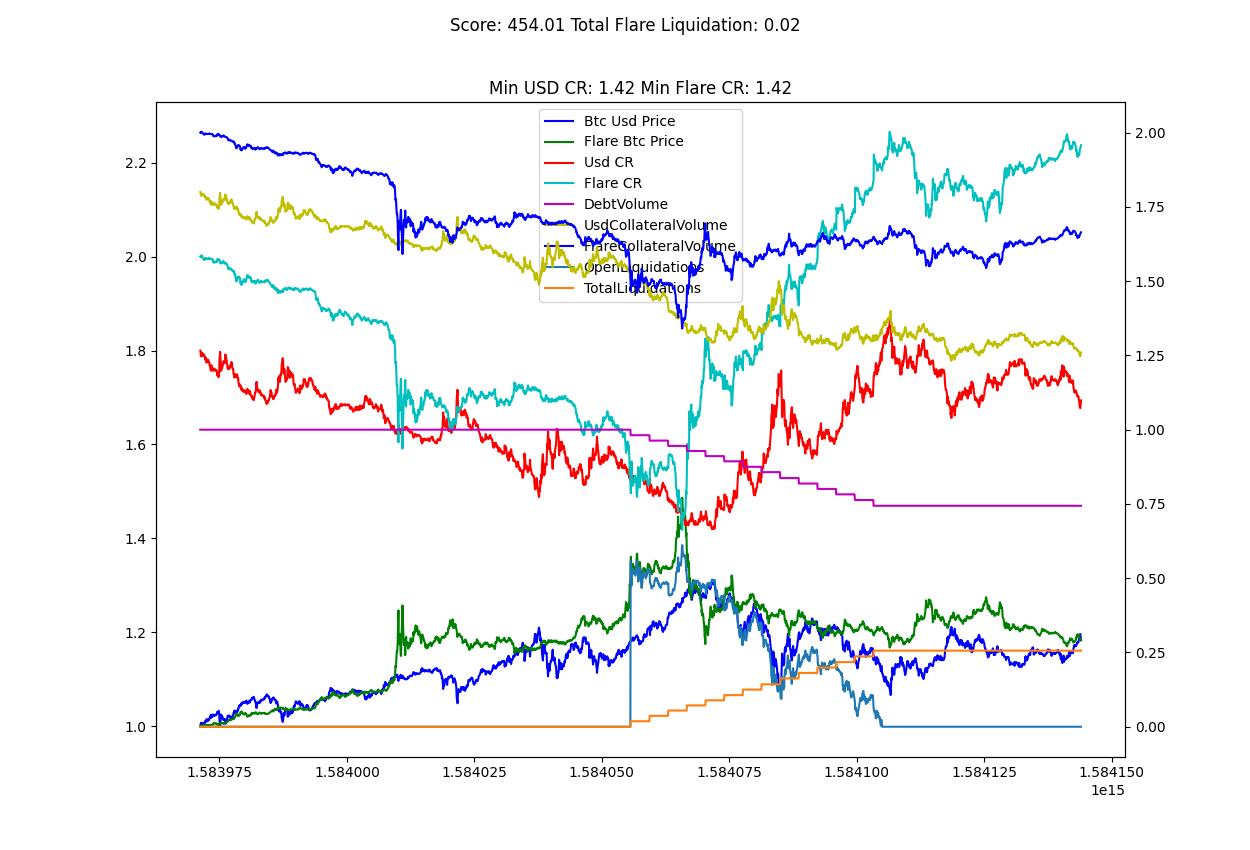 Score: 454.01 Total Flare Liquidation: 0.02
Min USD CR: 1.42 Min Flare CR: 1.42
Btc Usd Price
Flare Btc Price
Usd CR
Flare CR
DebtVolume
UsdCollateralVolume
FlareCollateralVolume
OpenLiquidations
TotalLiquidations
2.2
2.0
1.8
1.6
1.4
1.2
1.0
2.00
1.75
1.50
1.25
1.00
0.75
0.50
0.25
0.00
1.583975 1.584000 1.584025 1.584050 1.584075 1.584100 1.584125 1.584150
1e15